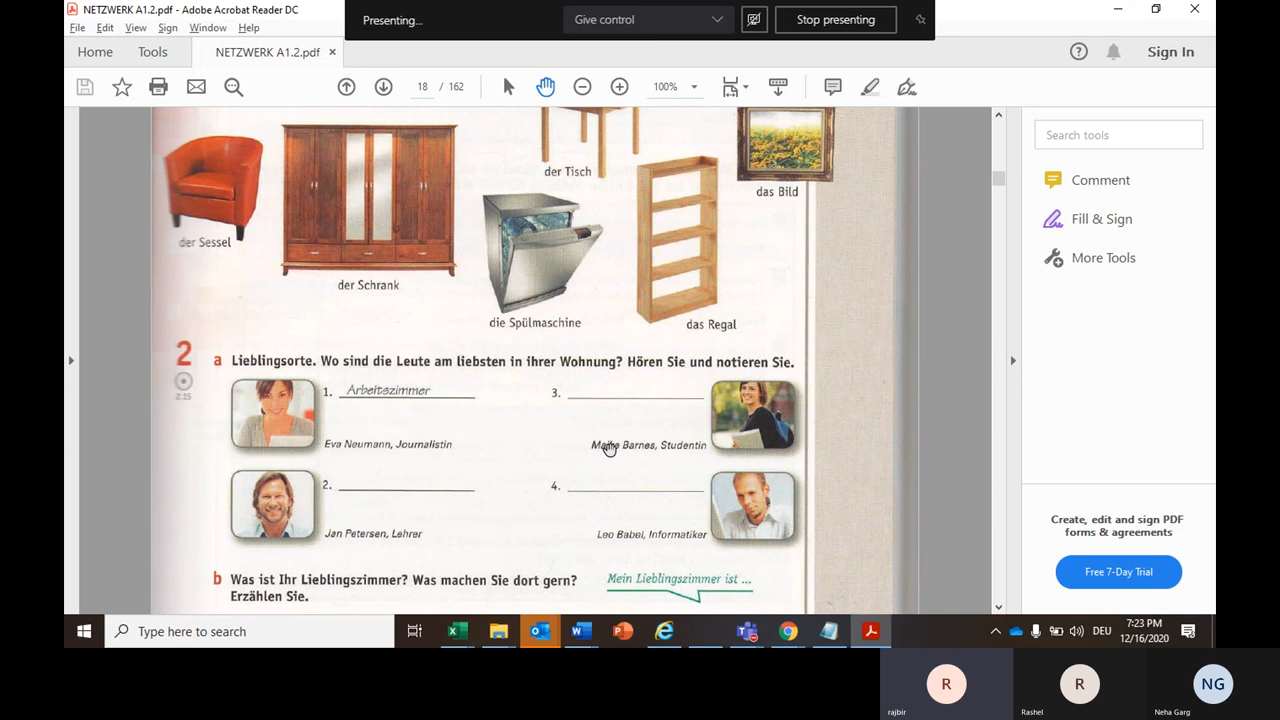 NETZWERK A1.2.pdf - Adobe Acrobat Reader DC
Presenting...
Give control
Stop presenting
File Edit View Sign Window Help
Home Tools NETZWERK A1.2.pdf ×
Sign In
18 / 162
100%
Search tools
Comment
Fill & Sign
More Tools
der Tisch
das Bild
der Sessel
der Schrank
die Spülmaschine
das Regal
2 a Lieblingsorte. Wo sind die Leute am liebsten in ihrer Wohnung? Hören Sie und notieren Sie.
1. Arbeitszimmer
3.
Eva Neumann, Journalistin
Barnes, Studentin
2.
4.
Jan Petersen, Lehrer
Leo Babel, Informatiker
b Was ist Ihr Lieblingszimmer? Was machen Sie dort gern?
Erzählen Sie.
Mein Lieblingszimmer ist ...
Create, edit and sign PDF
forms & agreements
Free 7-Day Trial
Type here to search
DEU
7:23 PM
12/16/2020
R
rajbir
R
Rashel
NG
Neha Garg